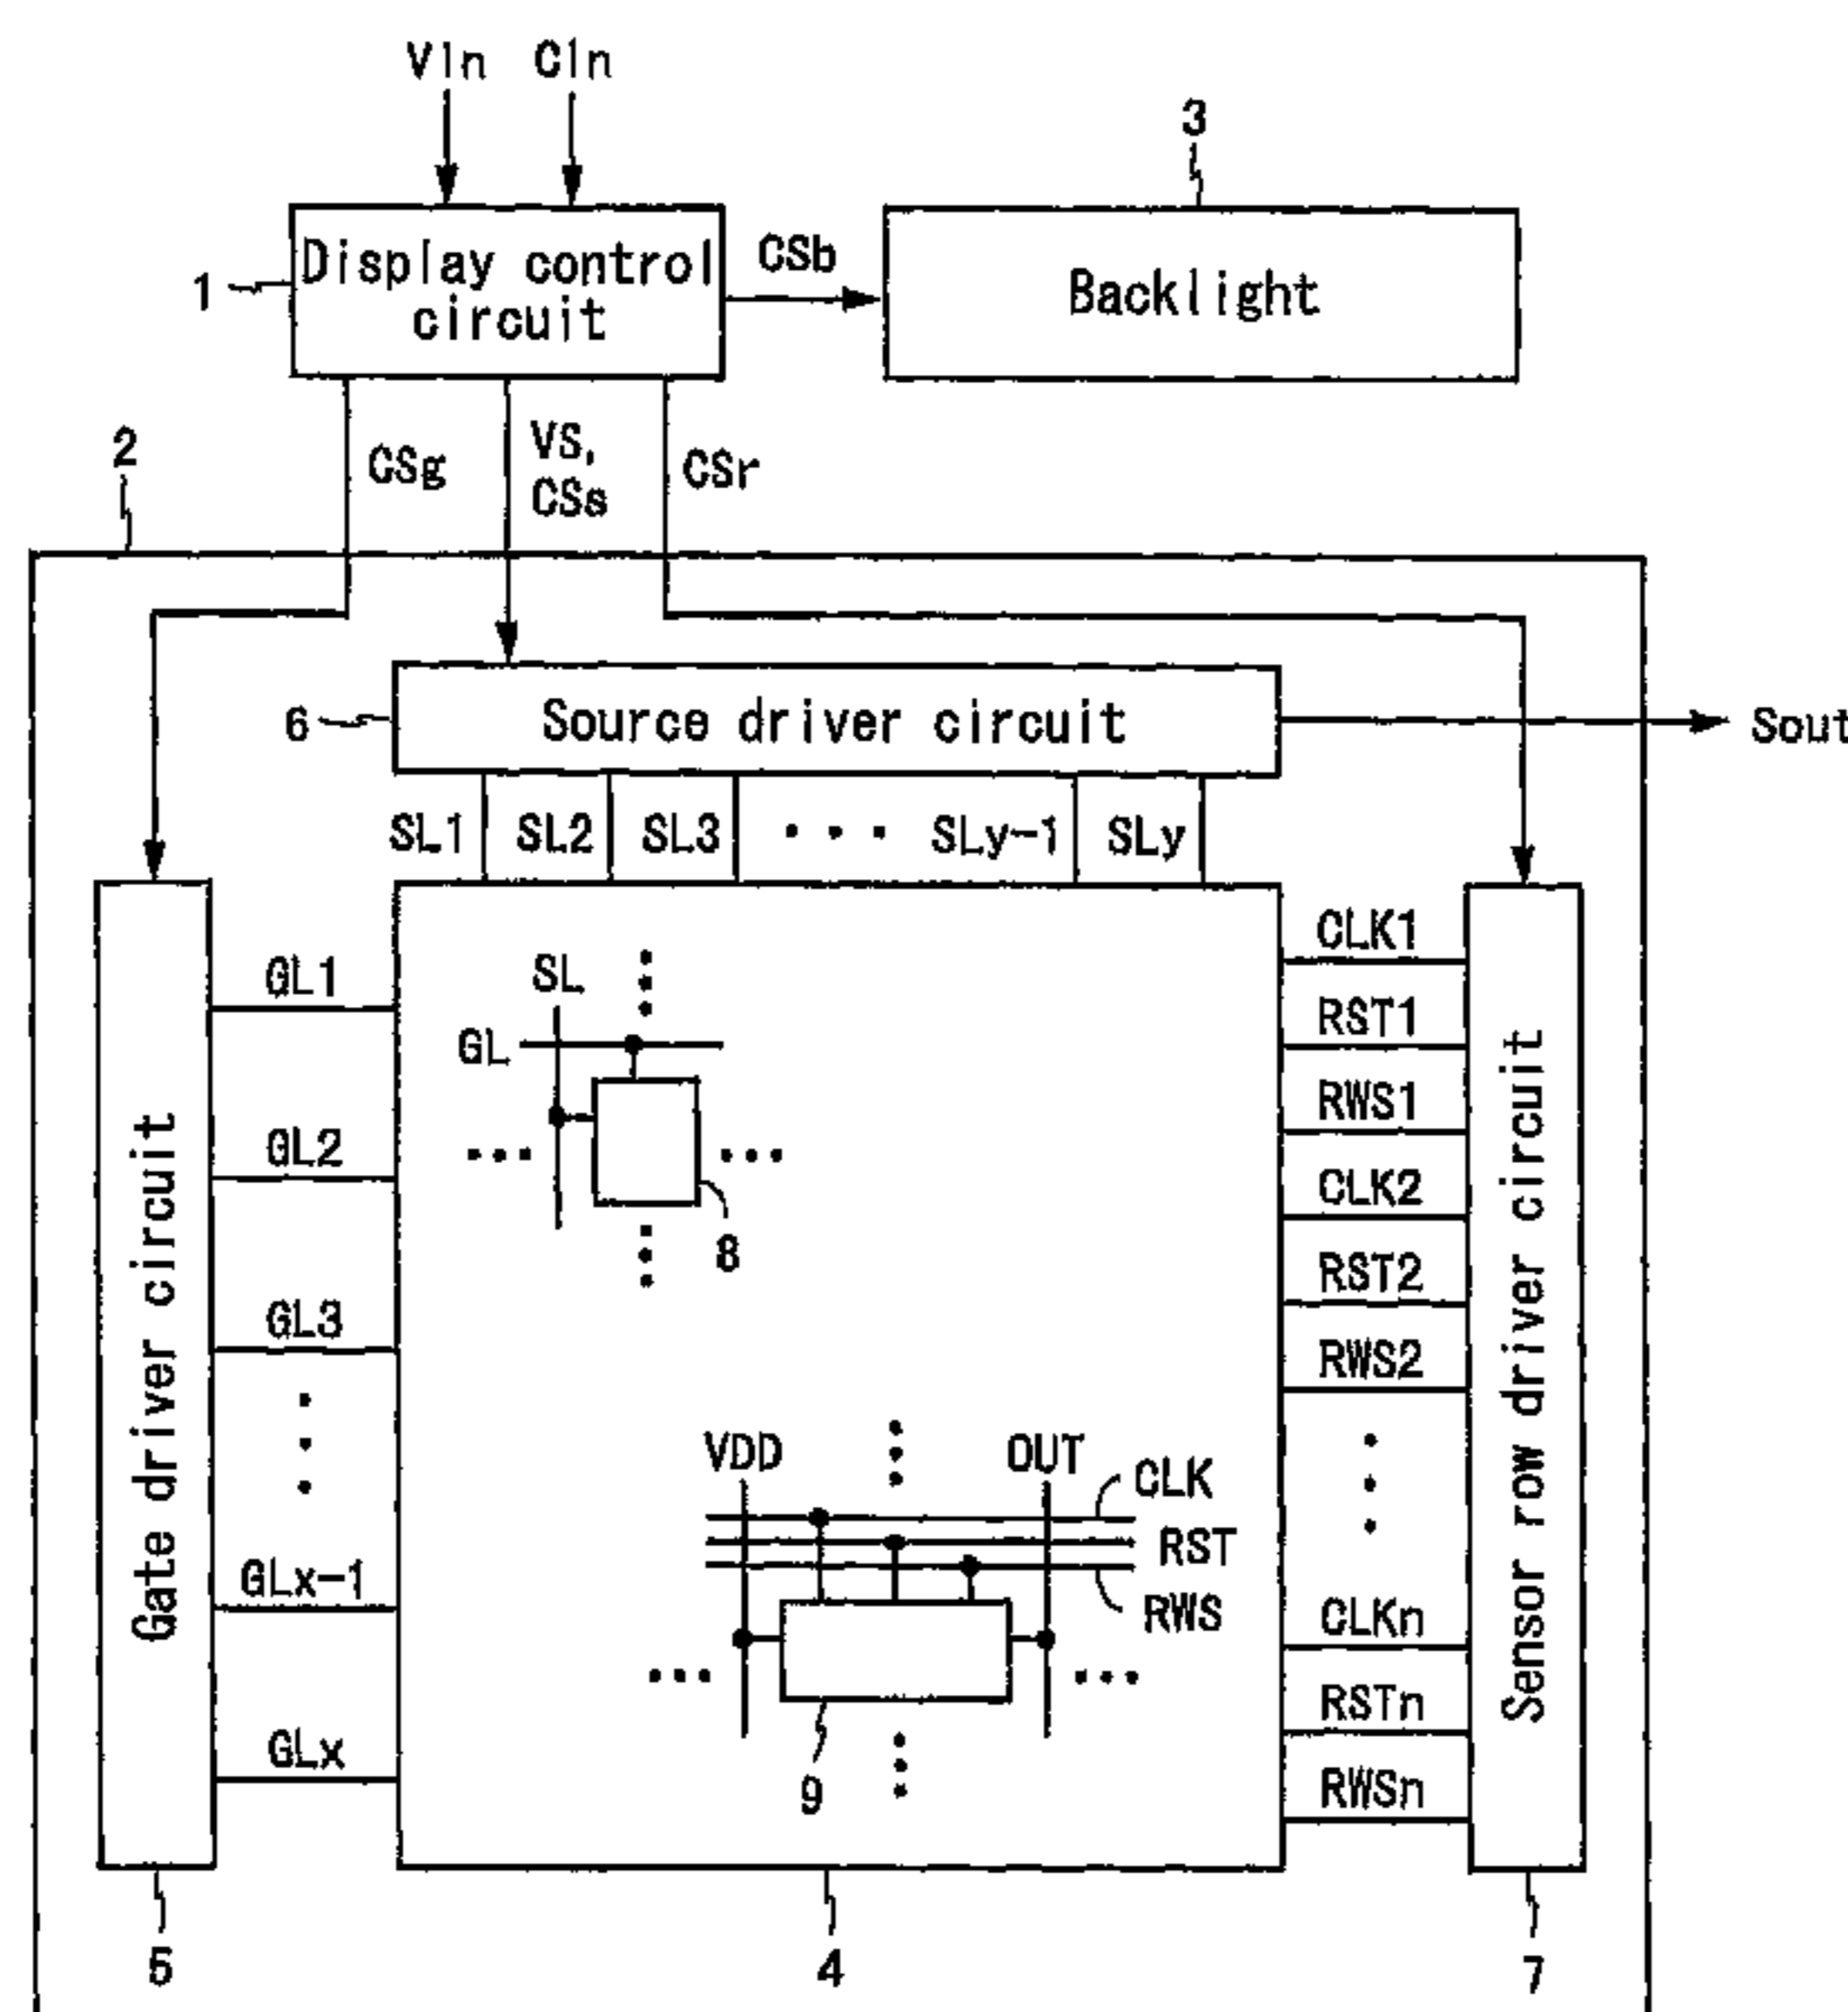 Vin Cin
3
Display control
circuit
1
CSb
Backlight
2
CSg
VS,
CSs
CSr
6
Source driver circuit
Sout
SL1 SL2 SL3 ··· SLy-1 SLy
Gate driver circuit
GL1
GL2
GL3
GLx-1
GLx
SL
GL
8
VDD
OUT
CLK
RST
RWS
9
CLK1
RST1
RWS1
CLK2
RST2
RWS2
CLKn
RSTn
RWSn
Sensor row driver circuit
5
4
7